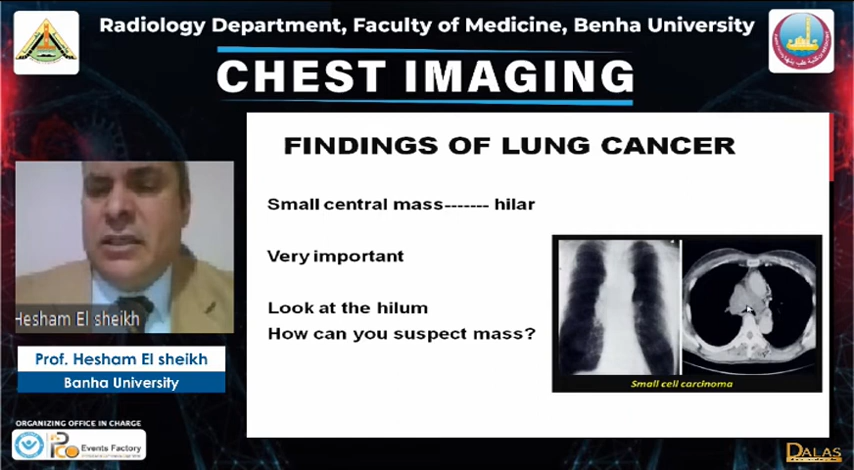 Radiology Department, Faculty of Medicine, Benha University
CHEST IMAGING
FINDINGS OF LUNG CANCER
Small central mass------- hilar
Very important
Look at the hilum
How can you suspect mass?
Small cell carcinoma
Hesham El sheikh
Prof. Hesham El sheikh
Banha University
ORGANIZING OFFICE IN CHARGE
Events Factory
DALAS